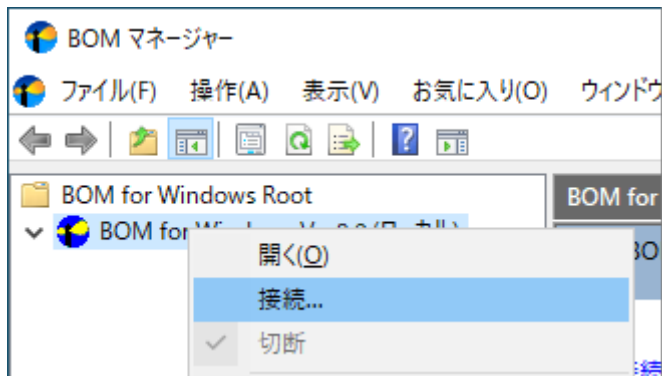 BOM マネージャー
ファイル(F) 操作(A) 表示(V) お気に入り(O) ウィンドウ
BOM for Windows Root
BOM for
BOM for
開く(O)
接続...
切断